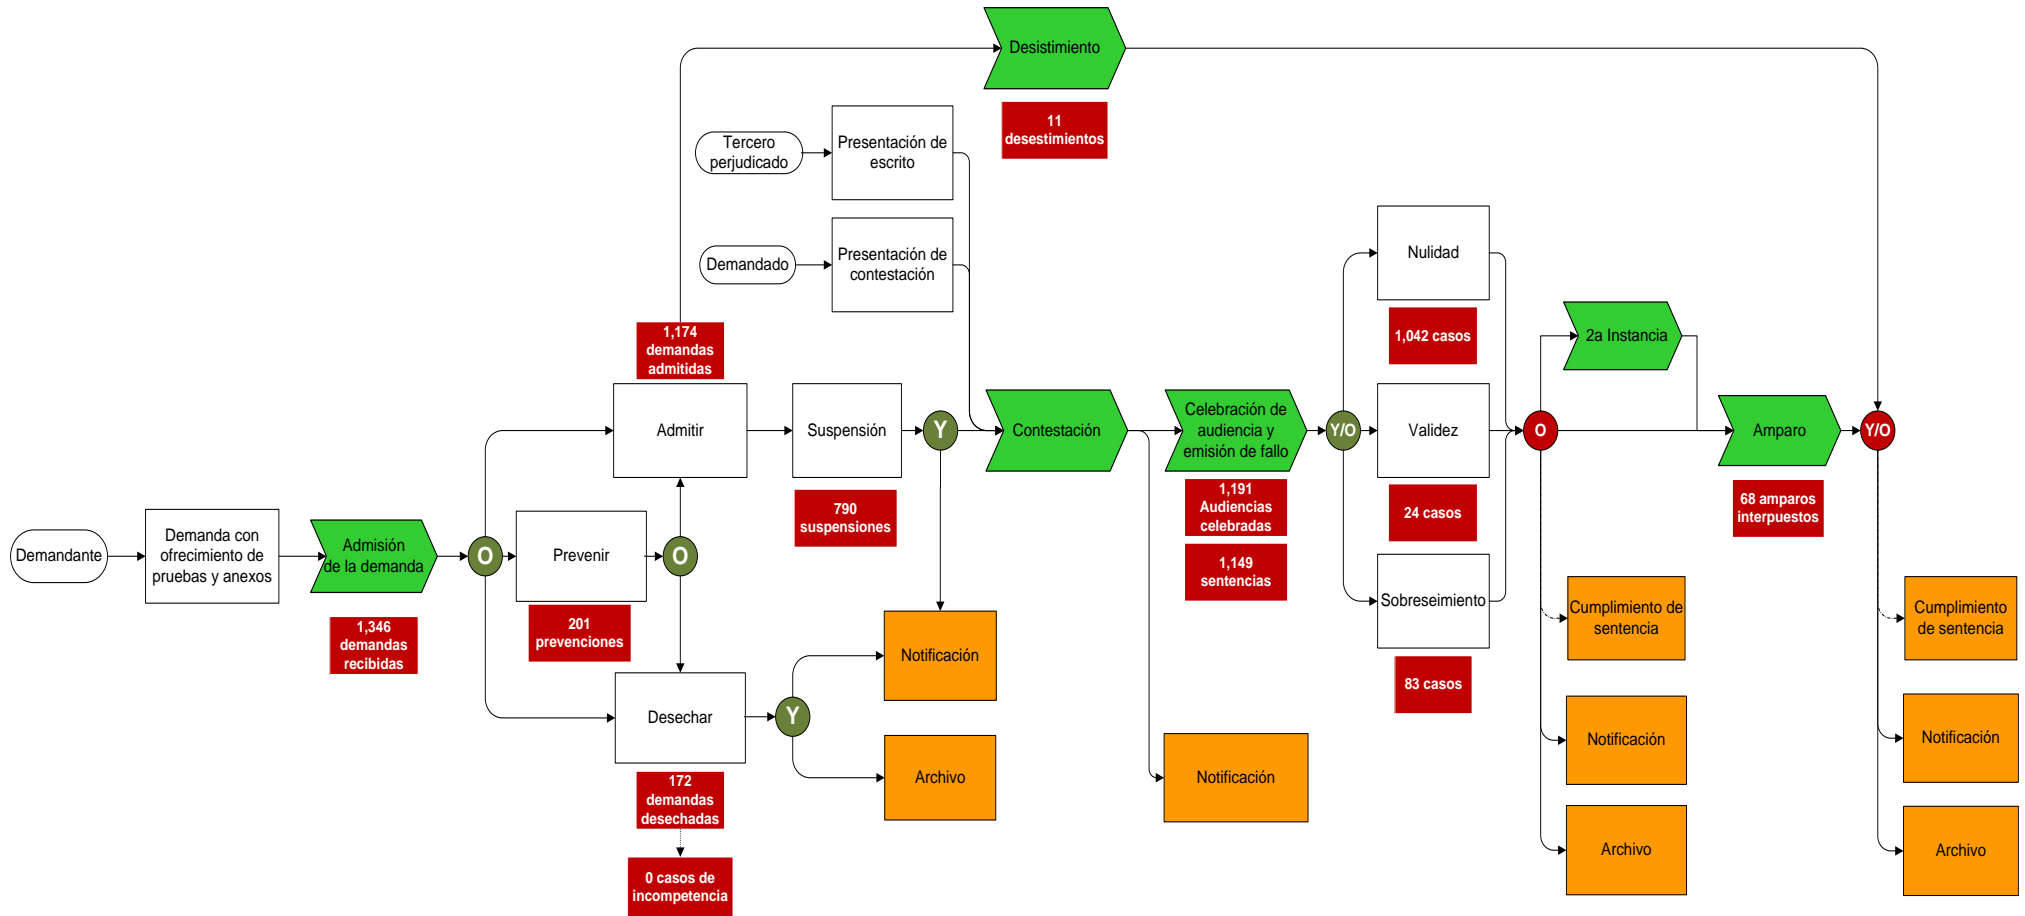 Desistimiento
11
desestimientos
Tercero
perjudicado
Presentación de
escrito
Demandado
Presentación de
contestación
1,174
demandas
admitidas
Admitir
Suspensión
790
suspensiones
Y
Contestación
Celebración de
audiencia y
emisión de fallo
1,191
Audiencias
celebradas
1,149
sentencias
Y/O
Nulidad
1,042 casos
Validez
24 casos
Sobreseimiento
83 casos
O
2a Instancia
Amparo
68 amparos
interpuestos
Y/O
Demandante
Demanda con
ofrecimiento de
pruebas y anexos
Admisión
de la demanda
1,346
demandas
recibidas
O
Prevenir
201
prevenciones
O
Desechar
172
demandas
desechadas
0 casos de
incompetencia
Y
Notificación
Archivo
Notificación
Cumplimiento de
sentencia
Notificación
Archivo
Cumplimiento
de sentencia
Notificación
Archivo